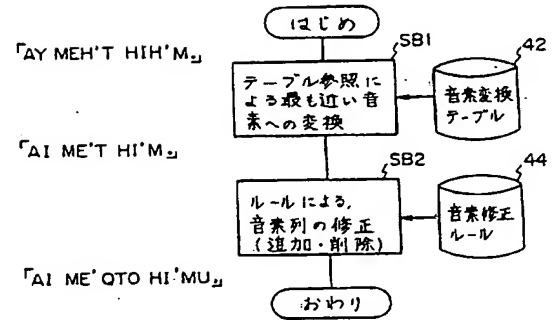 はじめ
「AY MEH'T HIH'M。」
SB1
42
テーブル参照に
よる最も近い音
素への変換
音素変換
テーブル
「AI ME'T HI'M。」
SB2
44
ルールによる,
音素列の修正
(追加・削除)
音素修正
ルール
「AI ME'QTO HI'MU。」
おわり